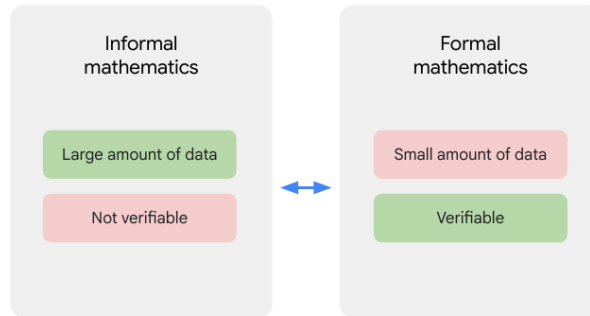 Informal
mathematics
Large amount of data
Not verifiable
Formal
mathematics
Small amount of data
Verifiable